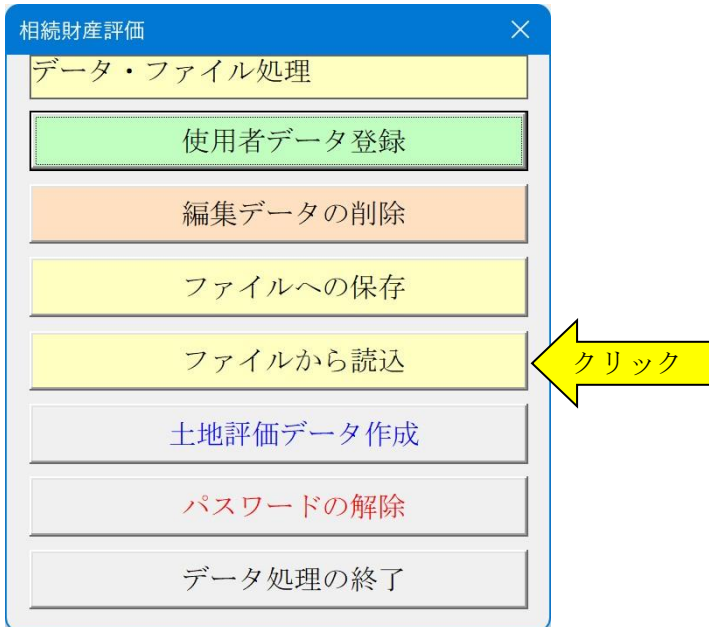 相続財産評価
データ・ファイル処理
使用者データ登録
編集データの削除
ファイルへの保存
ファイルから読込
クリック
土地評価データ作成
パスワードの解除
データ処理の終了